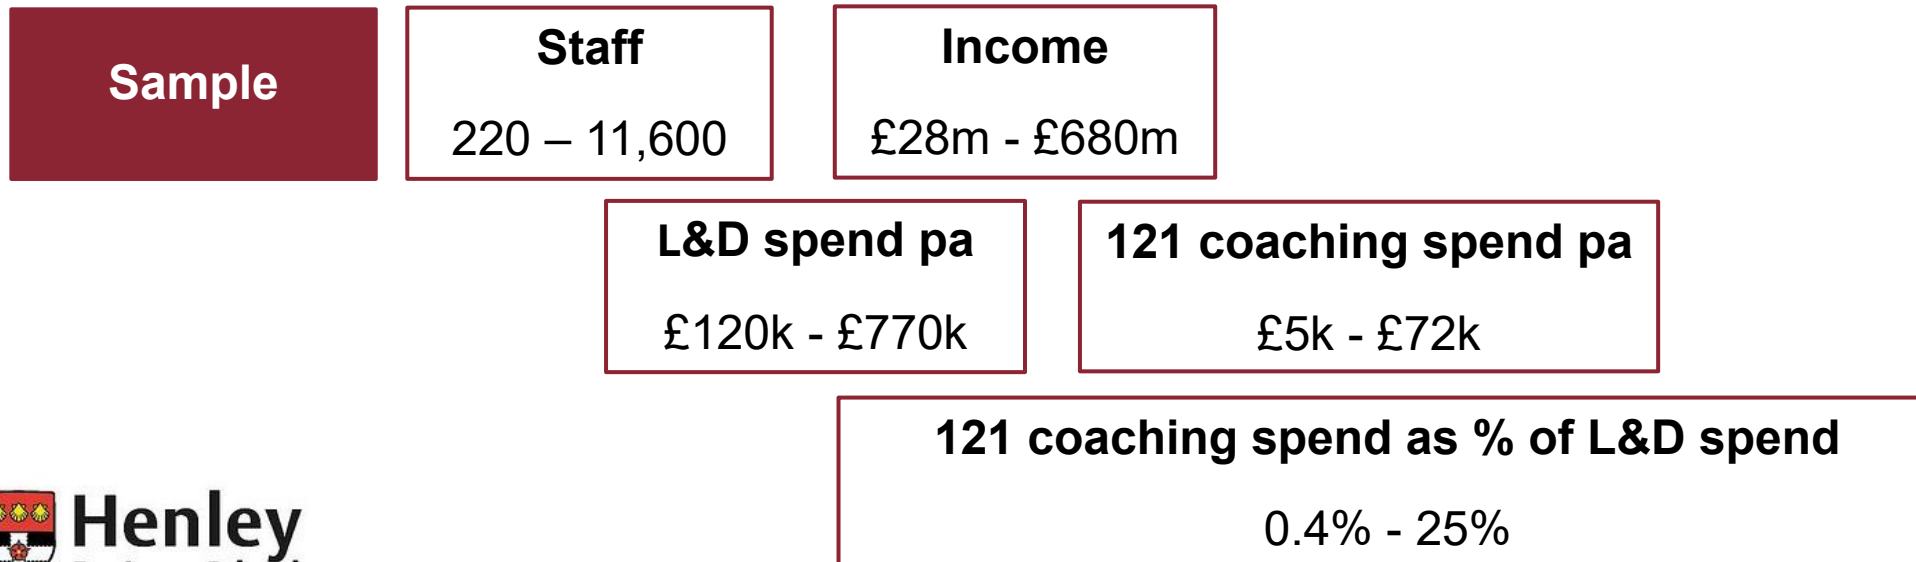 Sample
Staff
220 – 11,600
Income
£28m - £680m
L&D spend pa
£120k - £770k
121 coaching spend pa
£5k - £72k
121 coaching spend as % of L&D spend
0.4% - 25%
Henley